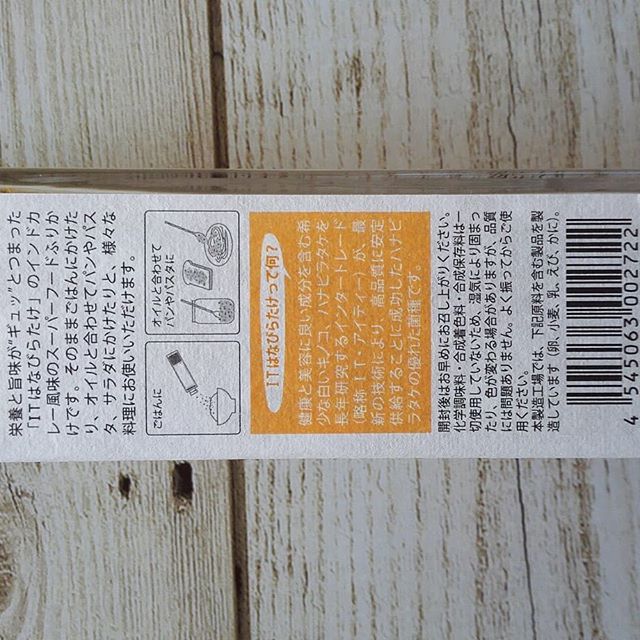 栄養と旨味が"ギュッ"とつまった
「ITはなびらたけ」のインドカ
レー風味のスーパーフードふりか
けです。そのままごはんにかけた
り、オイルと合わせてパンやパス
タ、サラダにかけたりと、様々な
料理にお使いいただけます。
ごはんに
オイルと合わせて
パンやパスタに
ITはなびらたけって何?
健康と美容に良い成分を含む希
少な白いキノコ、ハナビラタケを
長年研究するインタートレード
(略称IT・アイティー)が、最
新の技術により、高品質に安定
供給することに成功したハナビ
ラタケの優れた菌種です。
開封後はお早めにお召し上がりください。
化学調味料・合成着色料・合成保存料は一
切使用していないため、湿気により固まっ
たり、色が変わる場合がありますが、品質
には問題ありません。よく振ってからご使
用ください。
本製造工場では、下記原料を含む製品を製
造しています(卵、小麦、乳、えび、かに)。
4 545063 002722